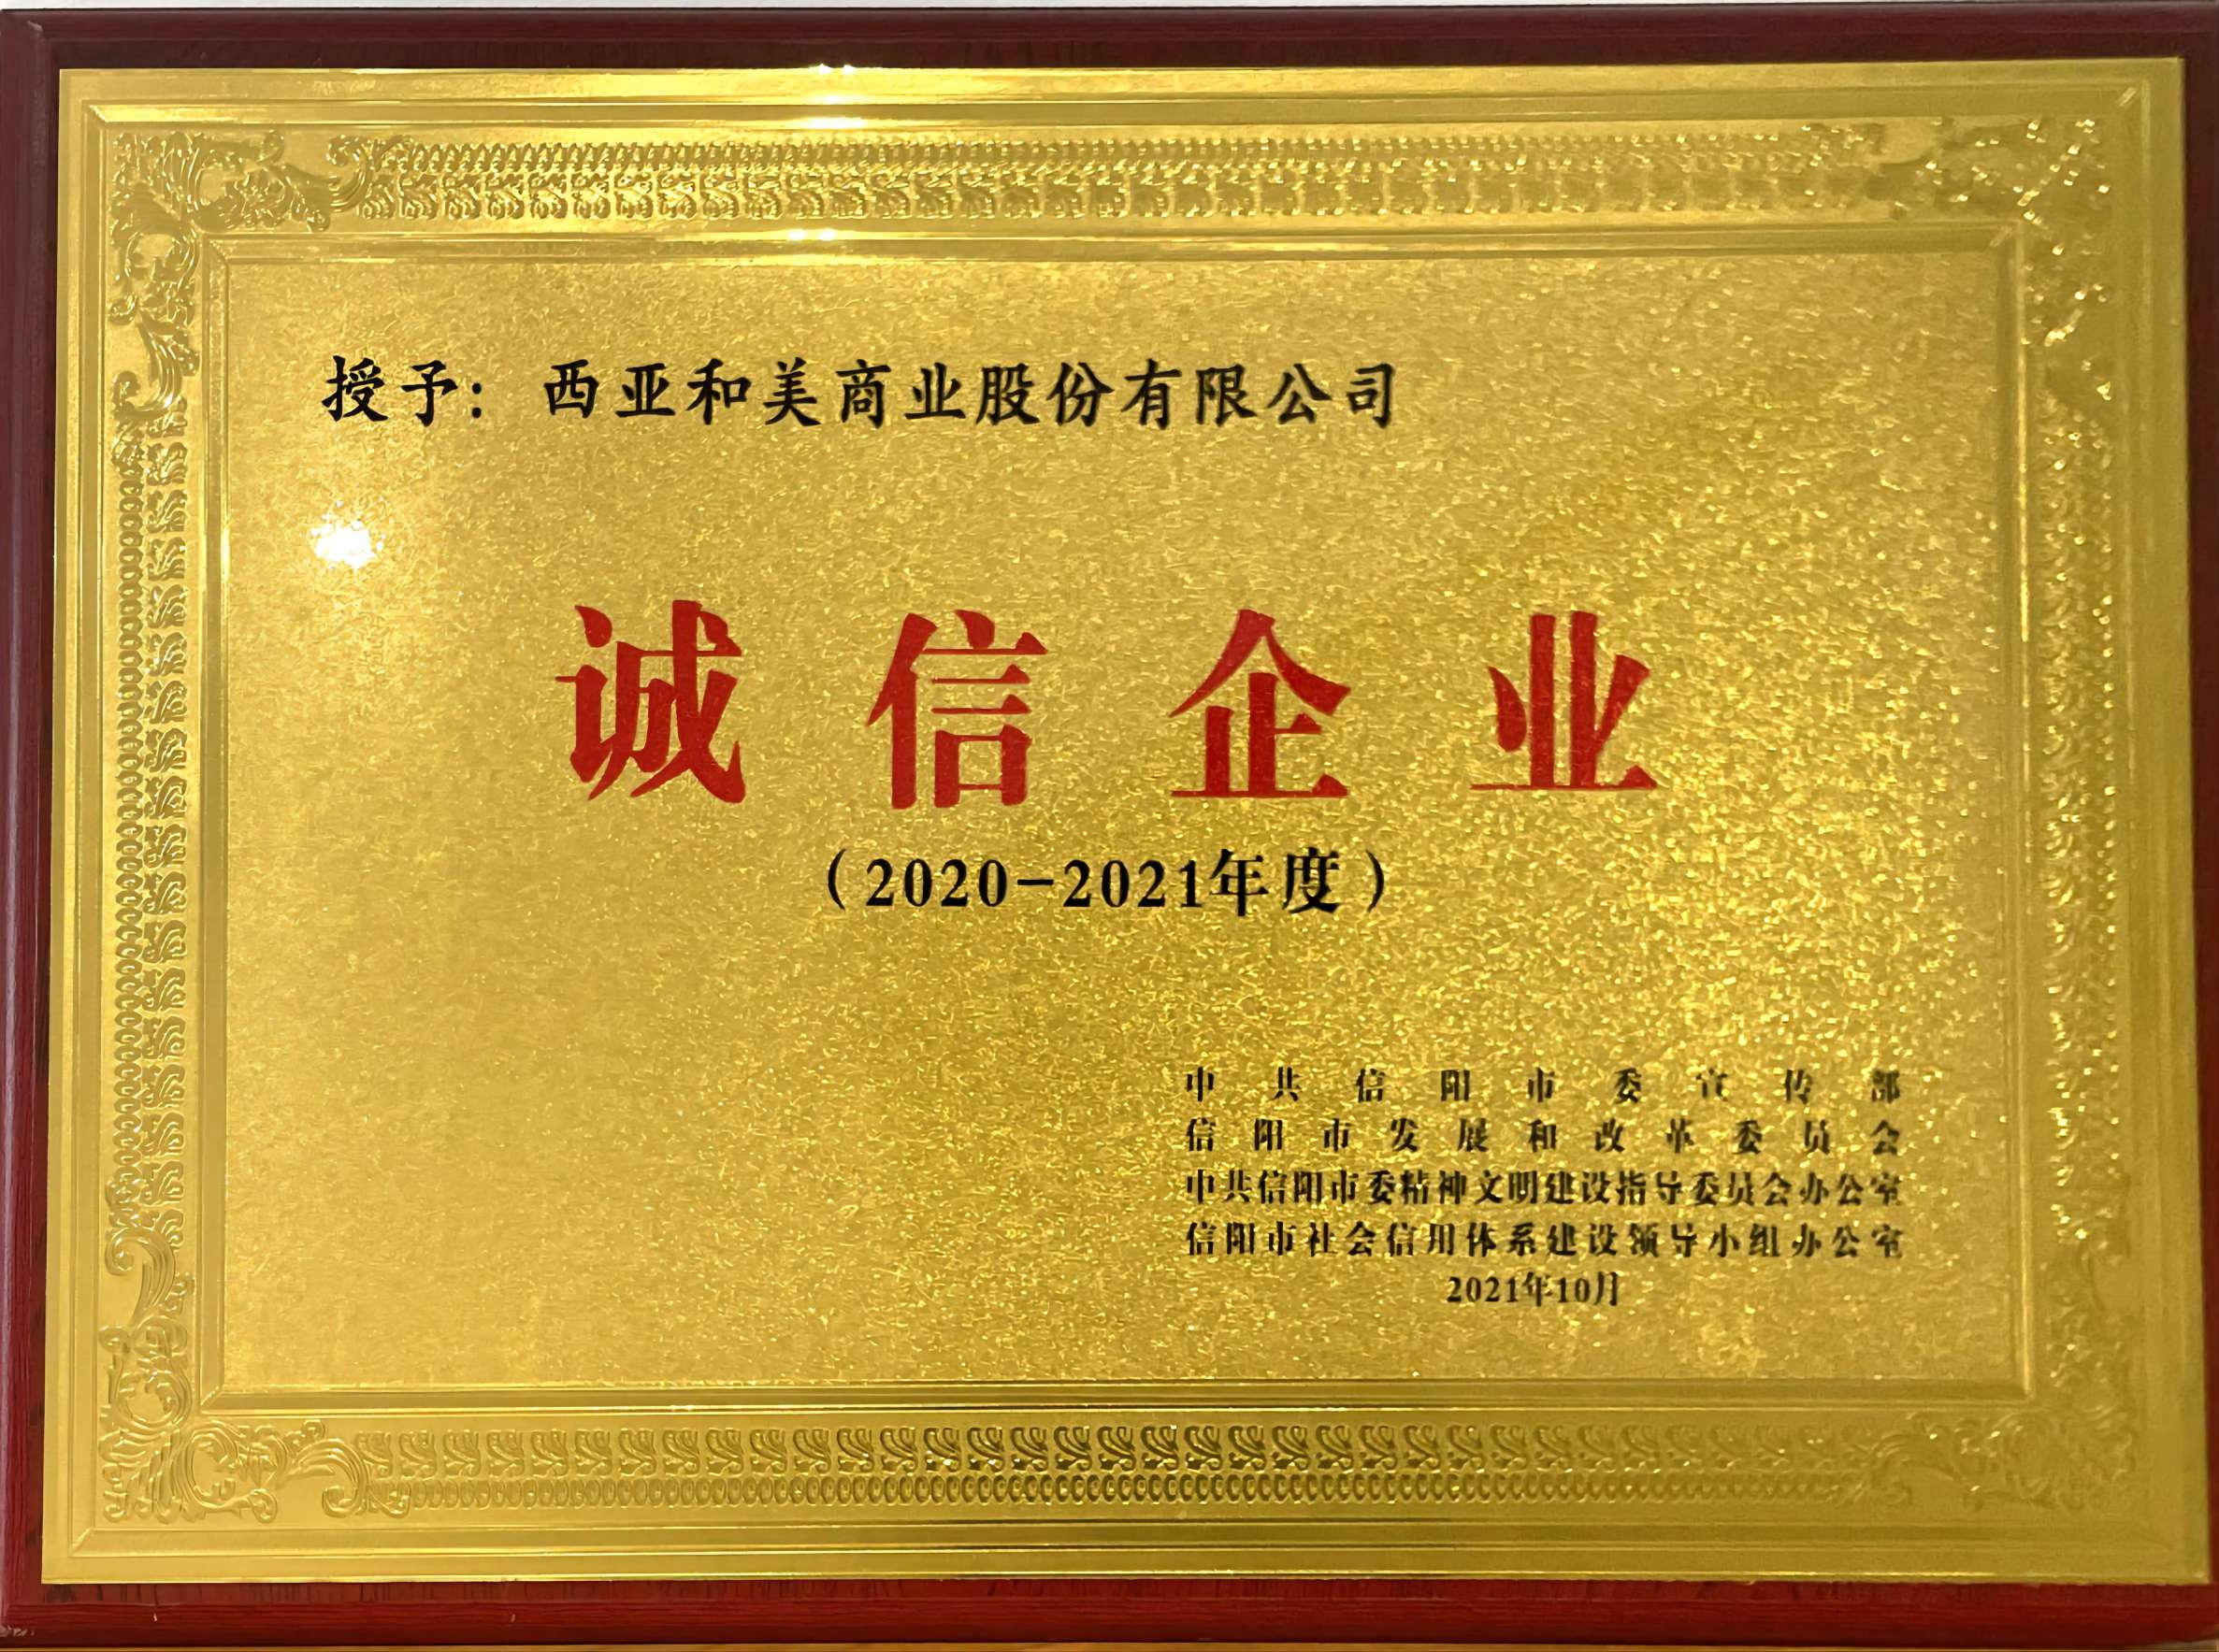 授予：西亚和美商业股份有限公司
诚信企业
（2020-2021年度）
中共信阳市委宣传部
信阳市发展和改革委员会
中共信阳市委精神文明建设指导委员会办公室
信阳市社会信用体系建设领导小组办公室
2021年10月